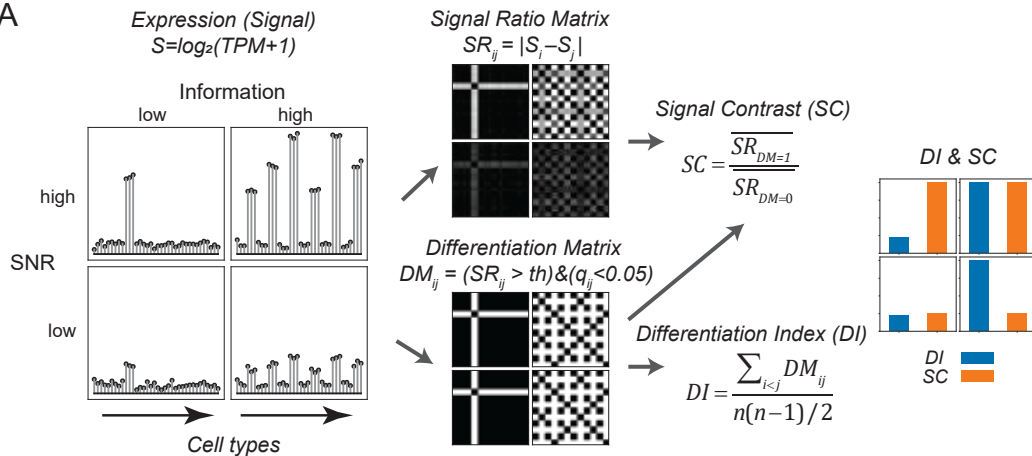 A
Expression (Signal)
S=log₂(TPM+1)
Information
low
high
high
SNR
low
Cell types
Signal Ratio Matrix
SRᵢⱼ = |Sᵢ–Sⱼ|
Differentiation Matrix
DMᵢⱼ = (SRᵢⱼ > th)&(qᵢⱼ<0.05)
Signal Contrast (SC)
SC = SR_DM=1 / SR_DM=0
Differentiation Index (DI)
DI = ∑ᵢ<ⱼ DMᵢⱼ / n(n−1)/2
DI & SC
DI
SC